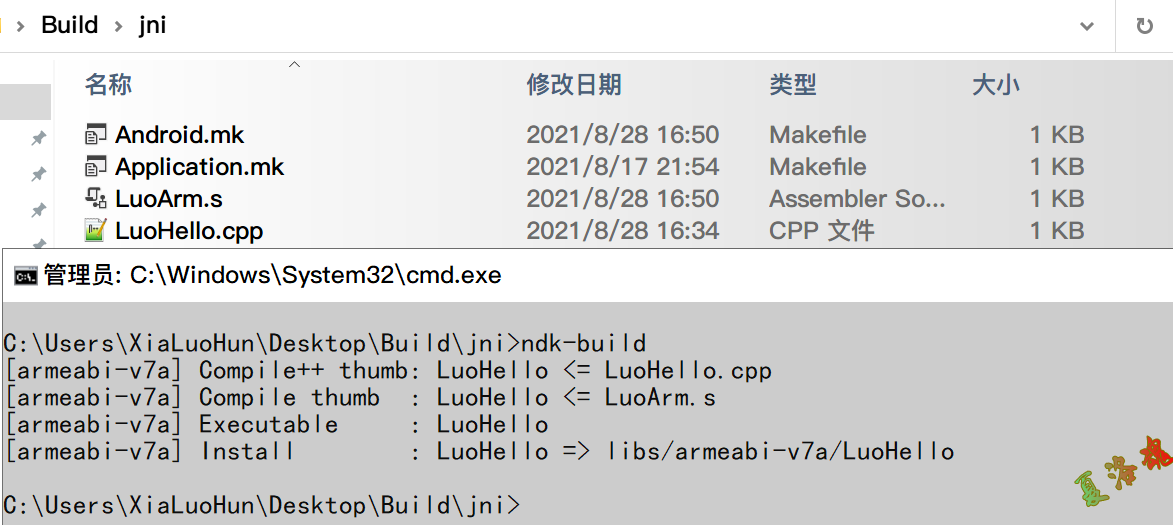 Build › jni
名称 修改日期 类型 大小
Android.mk 2021/8/28 16:50 Makefile 1 KB
Application.mk 2021/8/17 21:54 Makefile 1 KB
LuoArm.s 2021/8/28 16:50 Assembler So... 1 KB
LuoHello.cpp 2021/8/28 16:34 CPP 文件 1 KB
管理员: C:\Windows\System32\cmd.exe
C:\Users\XiaLuoHun\Desktop\Build\jni>ndk-build
[armeabi-v7a] Compile++ thumb: LuoHello <= LuoHello.cpp
[armeabi-v7a] Compile thumb  : LuoHello <= LuoArm.s
[armeabi-v7a] Executable     : LuoHello
[armeabi-v7a] Install        : LuoHello => libs/armeabi-v7a/LuoHello
C:\Users\XiaLuoHun\Desktop\Build\jni>
夏洛魂